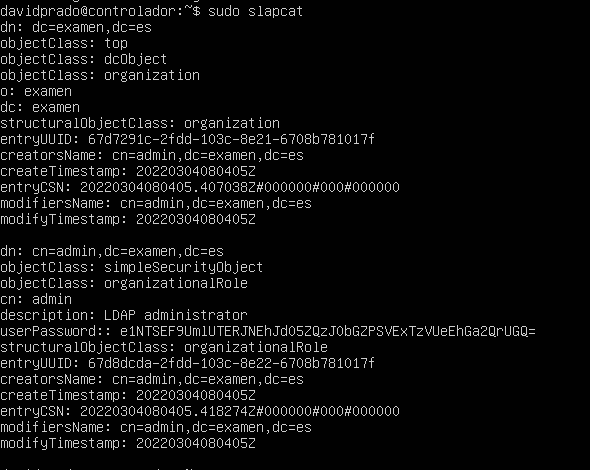 davidprado@controlador:~$ sudo slapcat
dn: dc=examen,dc=es
objectClass: top
objectClass: dcObject
objectClass: organization
o: examen
dc: examen
structuralObjectClass: organization
entryUUID: 67d7291c-2fdd-103c-8e21-6708b781017f
creatorsName: cn=admin,dc=examen,dc=es
createTimestamp: 20220304080405Z
entryCSN: 20220304080405.407038Z#000000#000#000000
modifiersName: cn=admin,dc=examen,dc=es
modifyTimestamp: 20220304080405Z

dn: cn=admin,dc=examen,dc=es
objectClass: simpleSecurityObject
objectClass: organizationalRole
cn: admin
description: LDAP administrator
userPassword:: e1NTSEF9UmlUTERJNEhJd05ZQzJ0bGZPSVExTzVUeEhGa2QrUGQ=
structuralObjectClass: organizationalRole
entryUUID: 67d8dcda-2fdd-103c-8e22-6708b781017f
creatorsName: cn=admin,dc=examen,dc=es
createTimestamp: 20220304080405Z
entryCSN: 20220304080405.418274Z#000000#000#000000
modifiersName: cn=admin,dc=examen,dc=es
modifyTimestamp: 20220304080405Z